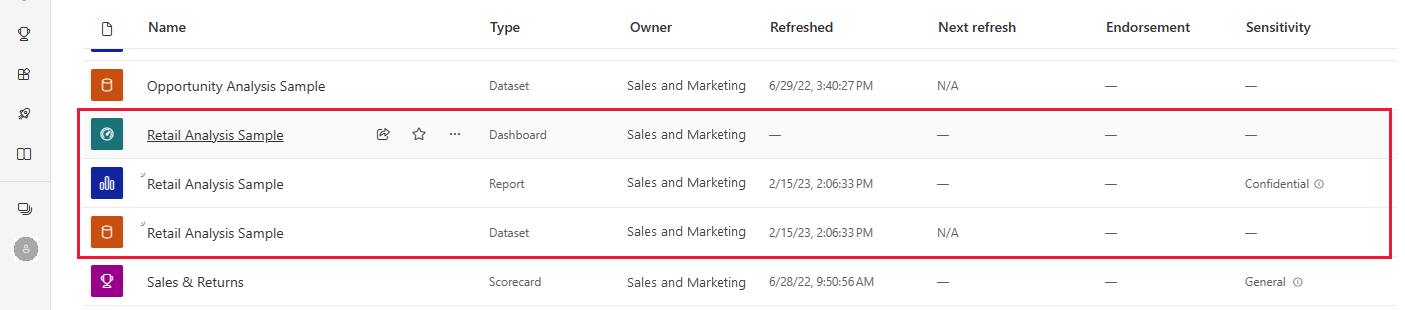 Name Type Owner Refreshed Next refresh Endorsement Sensitivity
Opportunity Analysis Sample Dataset Sales and Marketing 6/29/22, 3:40:27 PM N/A — —
Retail Analysis Sample Dashboard Sales and Marketing — — — —
Retail Analysis Sample Report Sales and Marketing 2/15/23, 2:06:33 PM — — Confidential
Retail Analysis Sample Dataset Sales and Marketing 2/15/23, 2:06:33 PM N/A — —
Sales & Returns Scorecard Sales and Marketing 6/28/22, 9:50:56 AM — — General